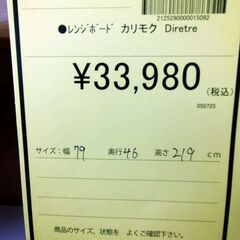 2125290000015092
●レンジボード カリモク Diretre
¥33,980
(税込)
050725
サイズ:幅 79 奥行 46 高さ 219 cm
商品のサイズ、状態を よくご確認下さい。